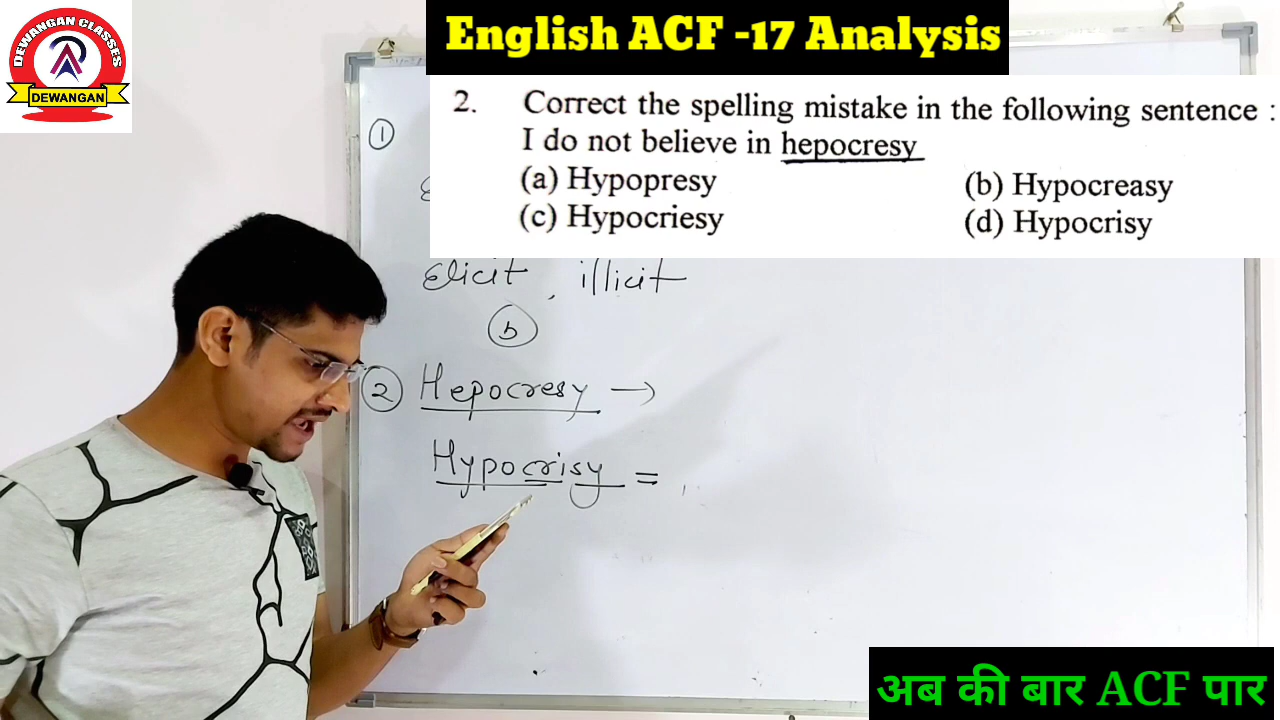 DEWANGAN CLASSES
DEWANGAN
English ACF -17 Analysis
2. Correct the spelling mistake in the following sentence :
I do not believe in hepocresy
(a) Hypopresy (b) Hypocreasy
(c) Hypocriesy (d) Hypocrisy
1
Elicit , illicit
b
2 Hepocresy →
Hypocrisy =
अब की बार ACF पार